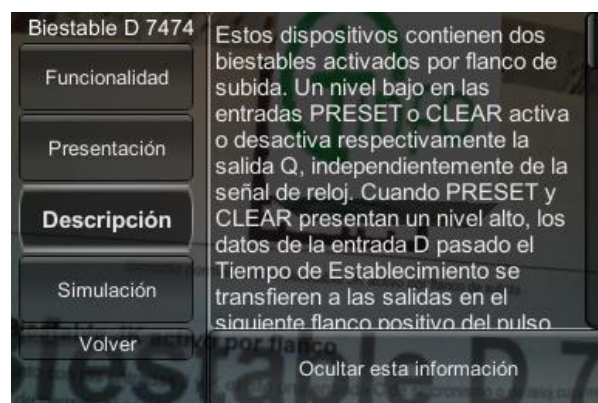 Biestable D 7474
Funcionalidad
Presentación
Descripción
Simulación
Volver
Estos dispositivos contienen dos
biestables activados por flanco de
subida. Un nivel bajo en las
entradas PRESET o CLEAR activa
o desactiva respectivamente la
salida Q, independientemente de la
señal de reloj. Cuando PRESET y
CLEAR presentan un nivel alto, los
datos de la entrada D pasado el
Tiempo de Establecimiento se
transfieren a las salidas en el
siguiente flanco positivo del pulso
Ocultar esta información